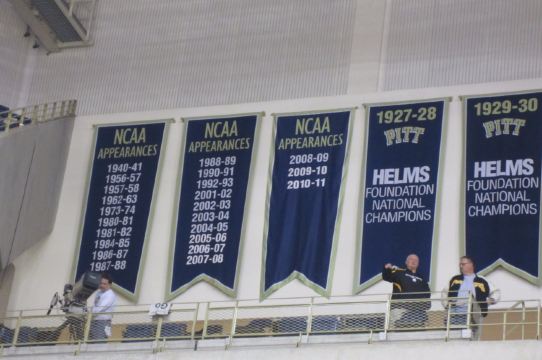 NCAA
APPEARANCES
1940-41
1956-57
1957-58
1962-63
1973-74
1980-81
1981-82
1984-85
1986-87
1987-88
NCAA
APPEARANCES
1988-89
1990-91
1992-93
2001-02
2002-03
2003-04
2004-05
2005-06
2006-07
2007-08
NCAA
APPEARANCES
2008-09
2009-10
2010-11
1927-28
PITT
HELMS
FOUNDATION
NATIONAL
CHAMPIONS
1929-30
PITT
HELMS
FOUNDATION
NATIONAL
CHAMPIONS